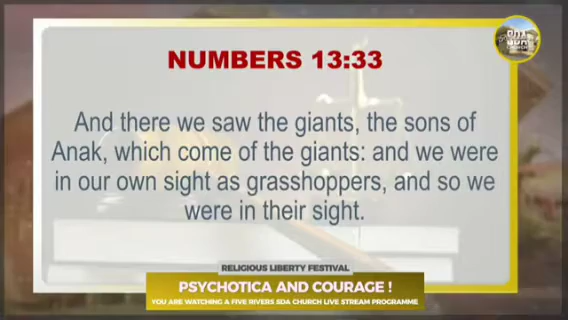 NUMBERS 13:33
And there we saw the giants, the sons of
Anak, which come of the giants: and we were
in our own sight as grasshoppers, and so we
were in their sight.
RELIGIOUS LIBERTY FESTIVAL
PSYCHOTICA AND COURAGE !
YOU ARE WATCHING A FIVE RIVERS SDA CHURCH LIVE STREAM PROGRAMME